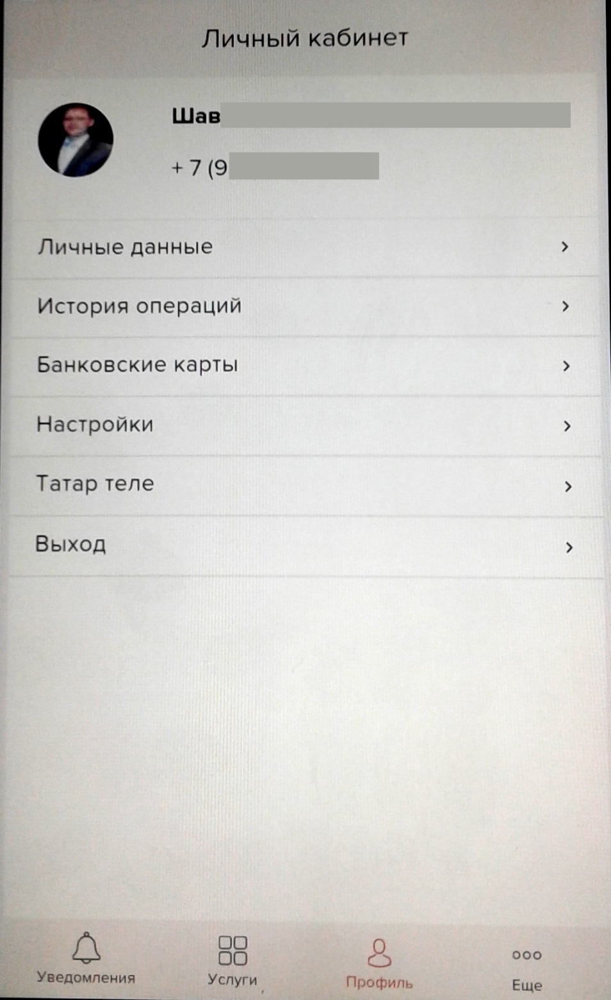 Личный кабинет
Шав
+ 7 (9
Личные данные
История операций
Банковские карты
Настройки
Татар теле
Выход
Уведомления
Услуги
Профиль
Еще